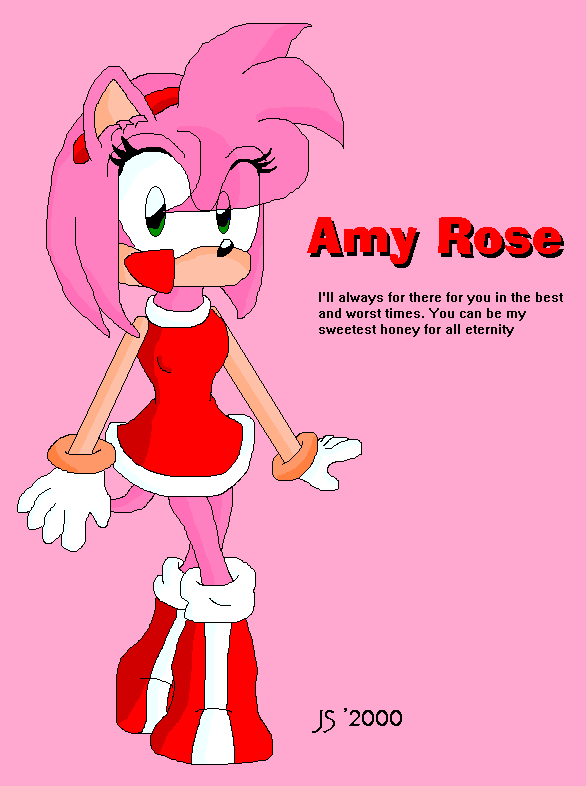 Amy Rose
I'll always for there for you in the best
and worst times. You can be my
sweetest honey for all eternity
JS '2000